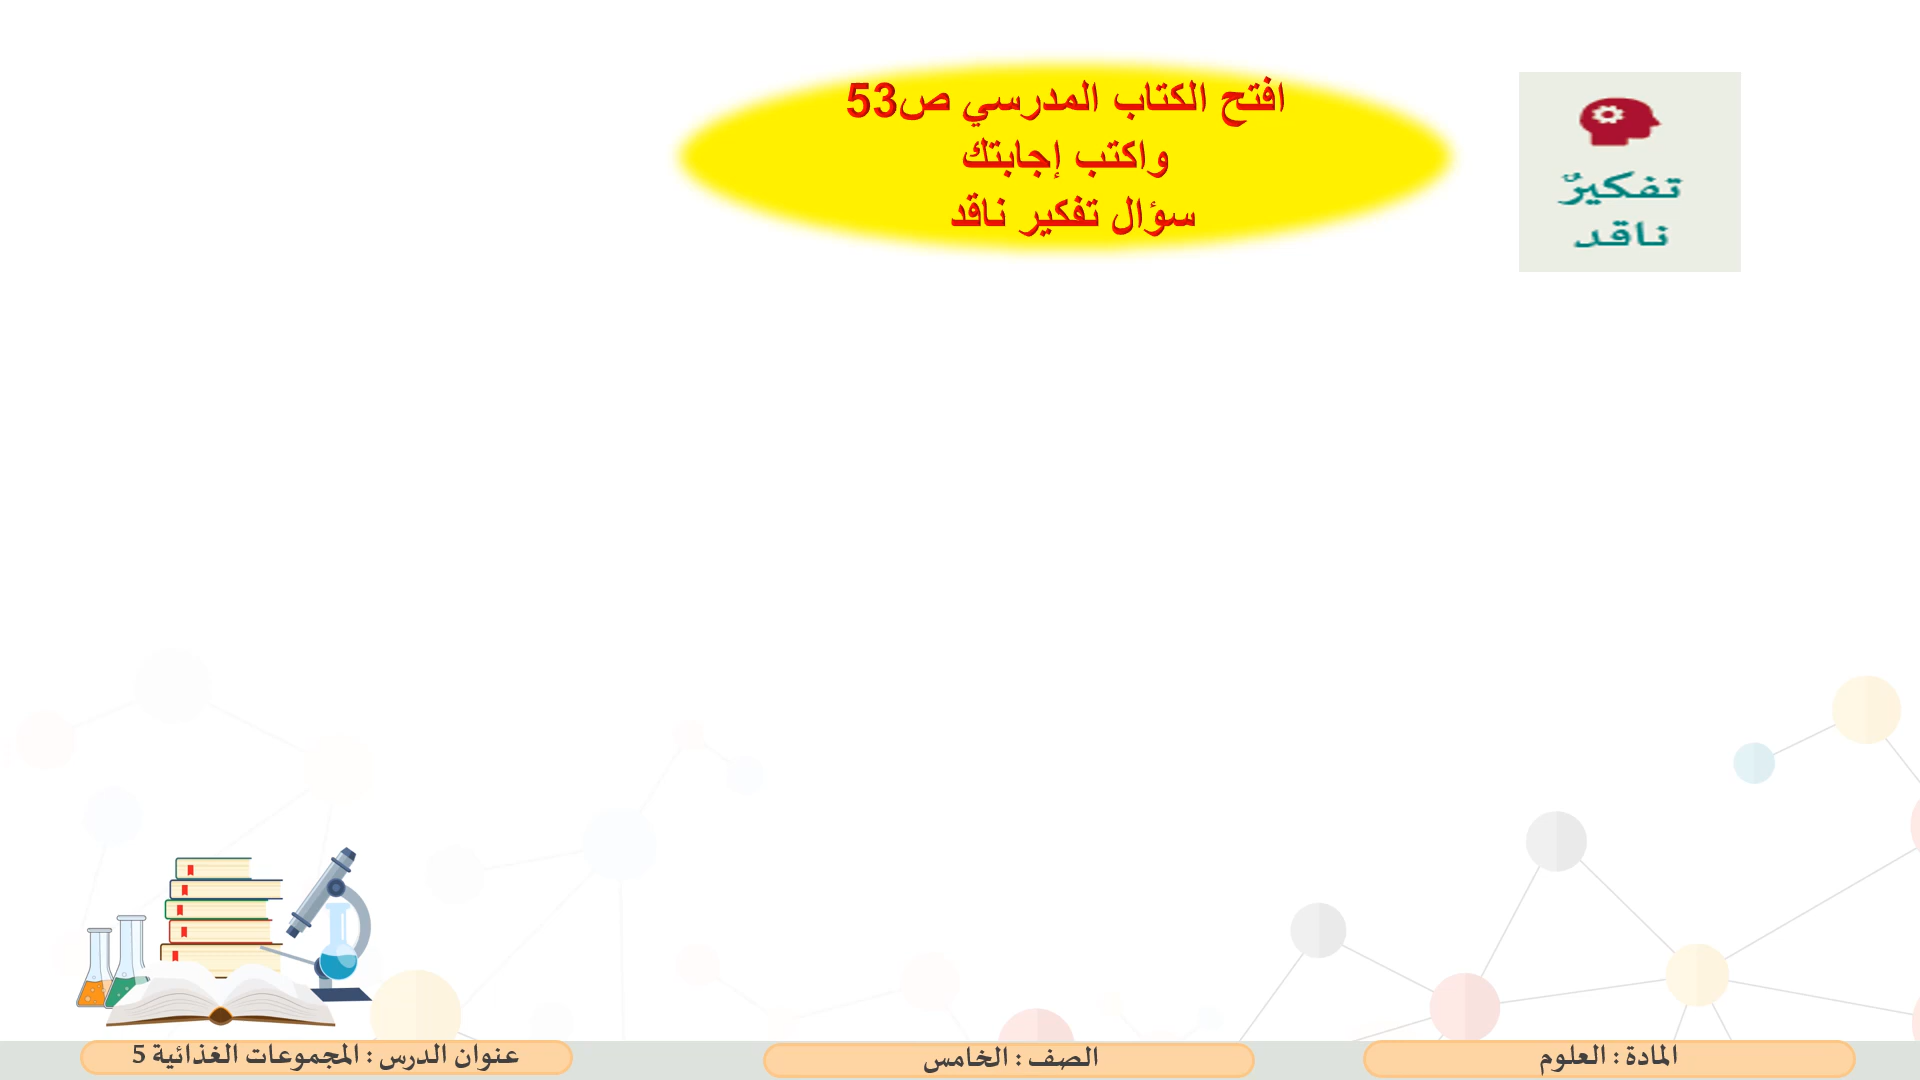 افتح الكتاب المدرسي ص53
واكتب إجابتك
سؤال تفكير ناقد
تفكيرٌ
ناقد
المادة : العلوم
الصف : الخامس
عنوان الدرس : المجموعات الغذائية 5